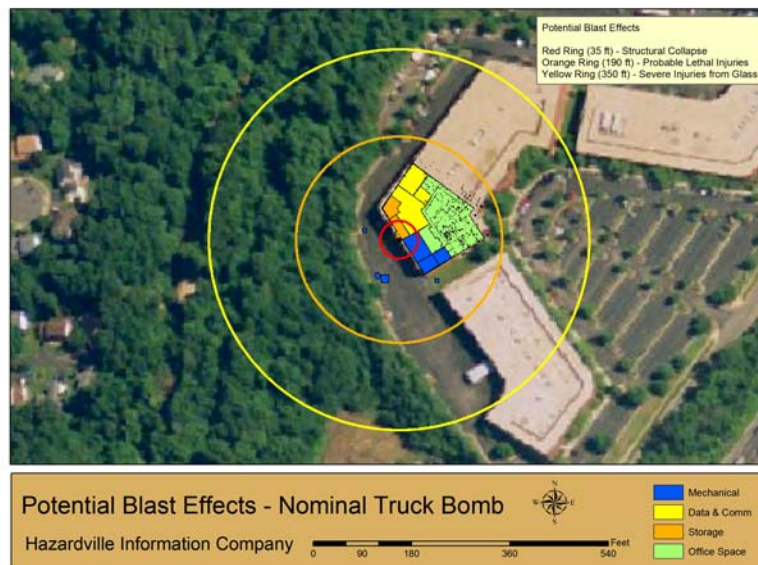 Potential Blast Effects
Red Ring (35 ft) - Structural Collapse
Orange Ring (190 ft) - Probable Lethal Injuries
Yellow Ring (350 ft) - Severe Injuries from Glass
Potential Blast Effects - Nominal Truck Bomb
Hazardville Information Company
N
W E
S
Feet
0 90 180 360 540
Mechanical
Data & Comm
Storage
Office Space